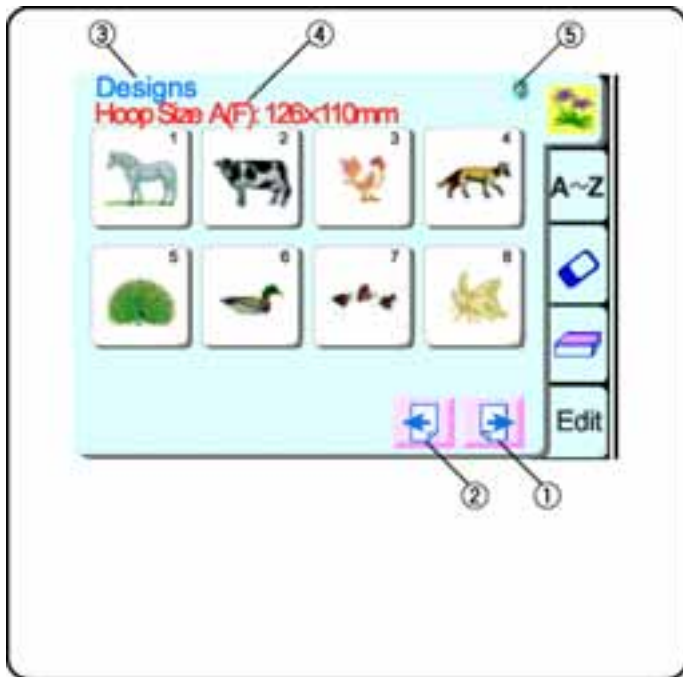 ③ ④ ⑤
Designs
Hoop Size A(F): 126x110mm
1 2 3 4
A~Z
5 6 7 8
Edit
② ①